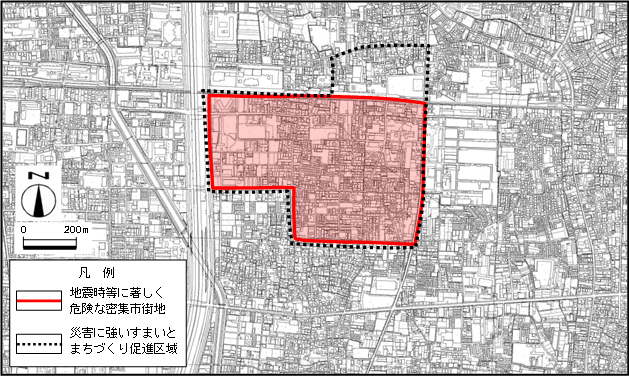 N
0 200m
凡 例
地震時等に著しく
危険な密集市街地
災害に強いすまいと
まちづくり促進区域